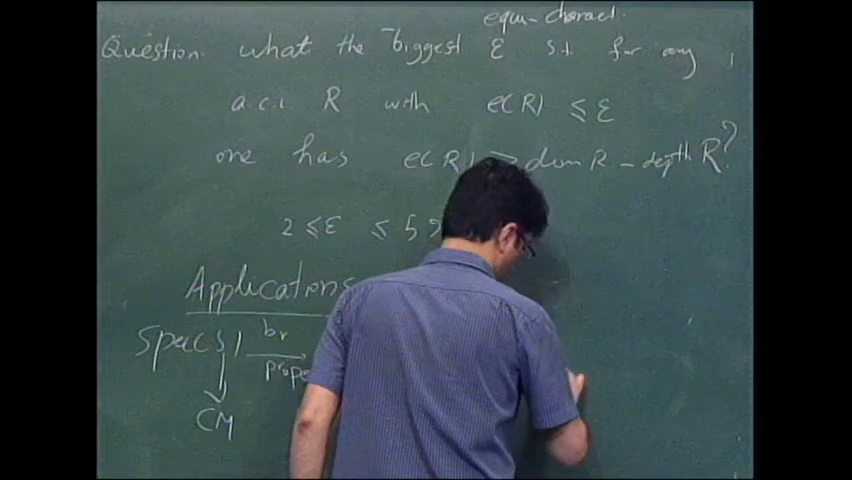 equi-charact.
Question. what the biggest ε s.t. for any
a.c.i. R with e(R) ≤ ε
one has e(R) ≥ dim R - depth R?
2 ≤ ε ≤ 5
Applications
Spec S br
prope
CM